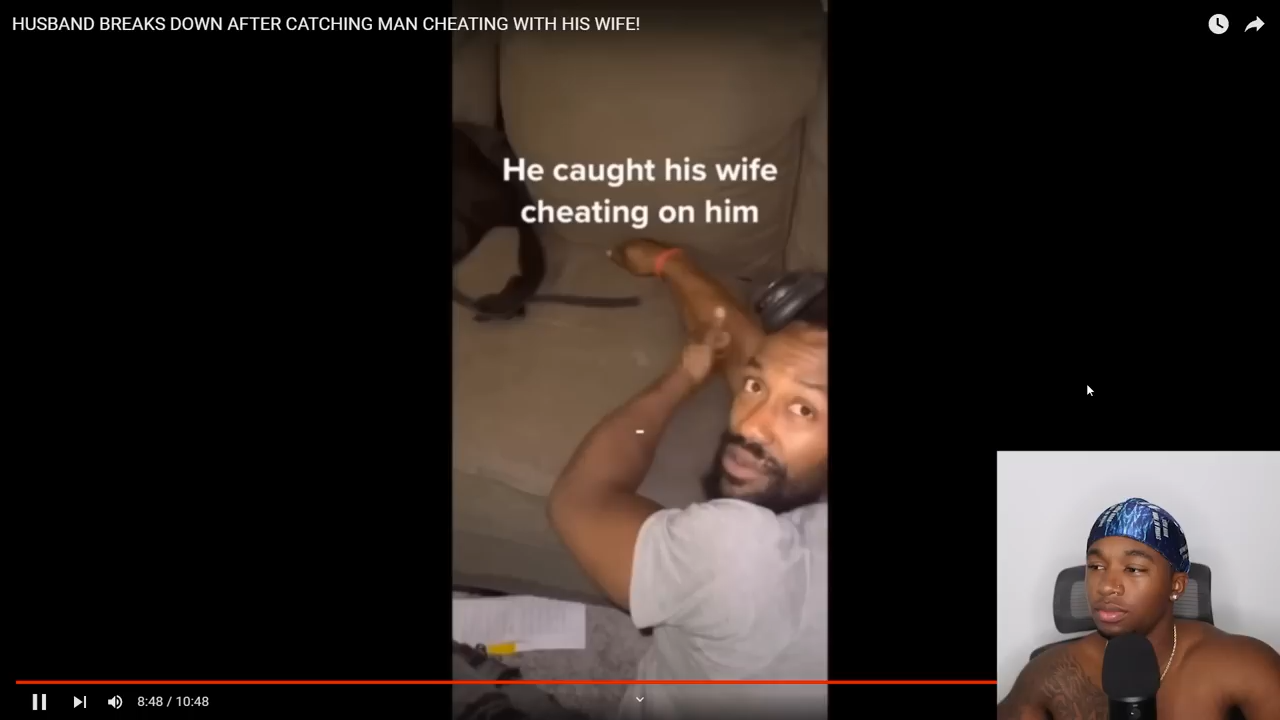 HUSBAND BREAKS DOWN AFTER CATCHING MAN CHEATING WITH HIS WIFE!
He caught his wife
cheating on him
8:48 / 10:48